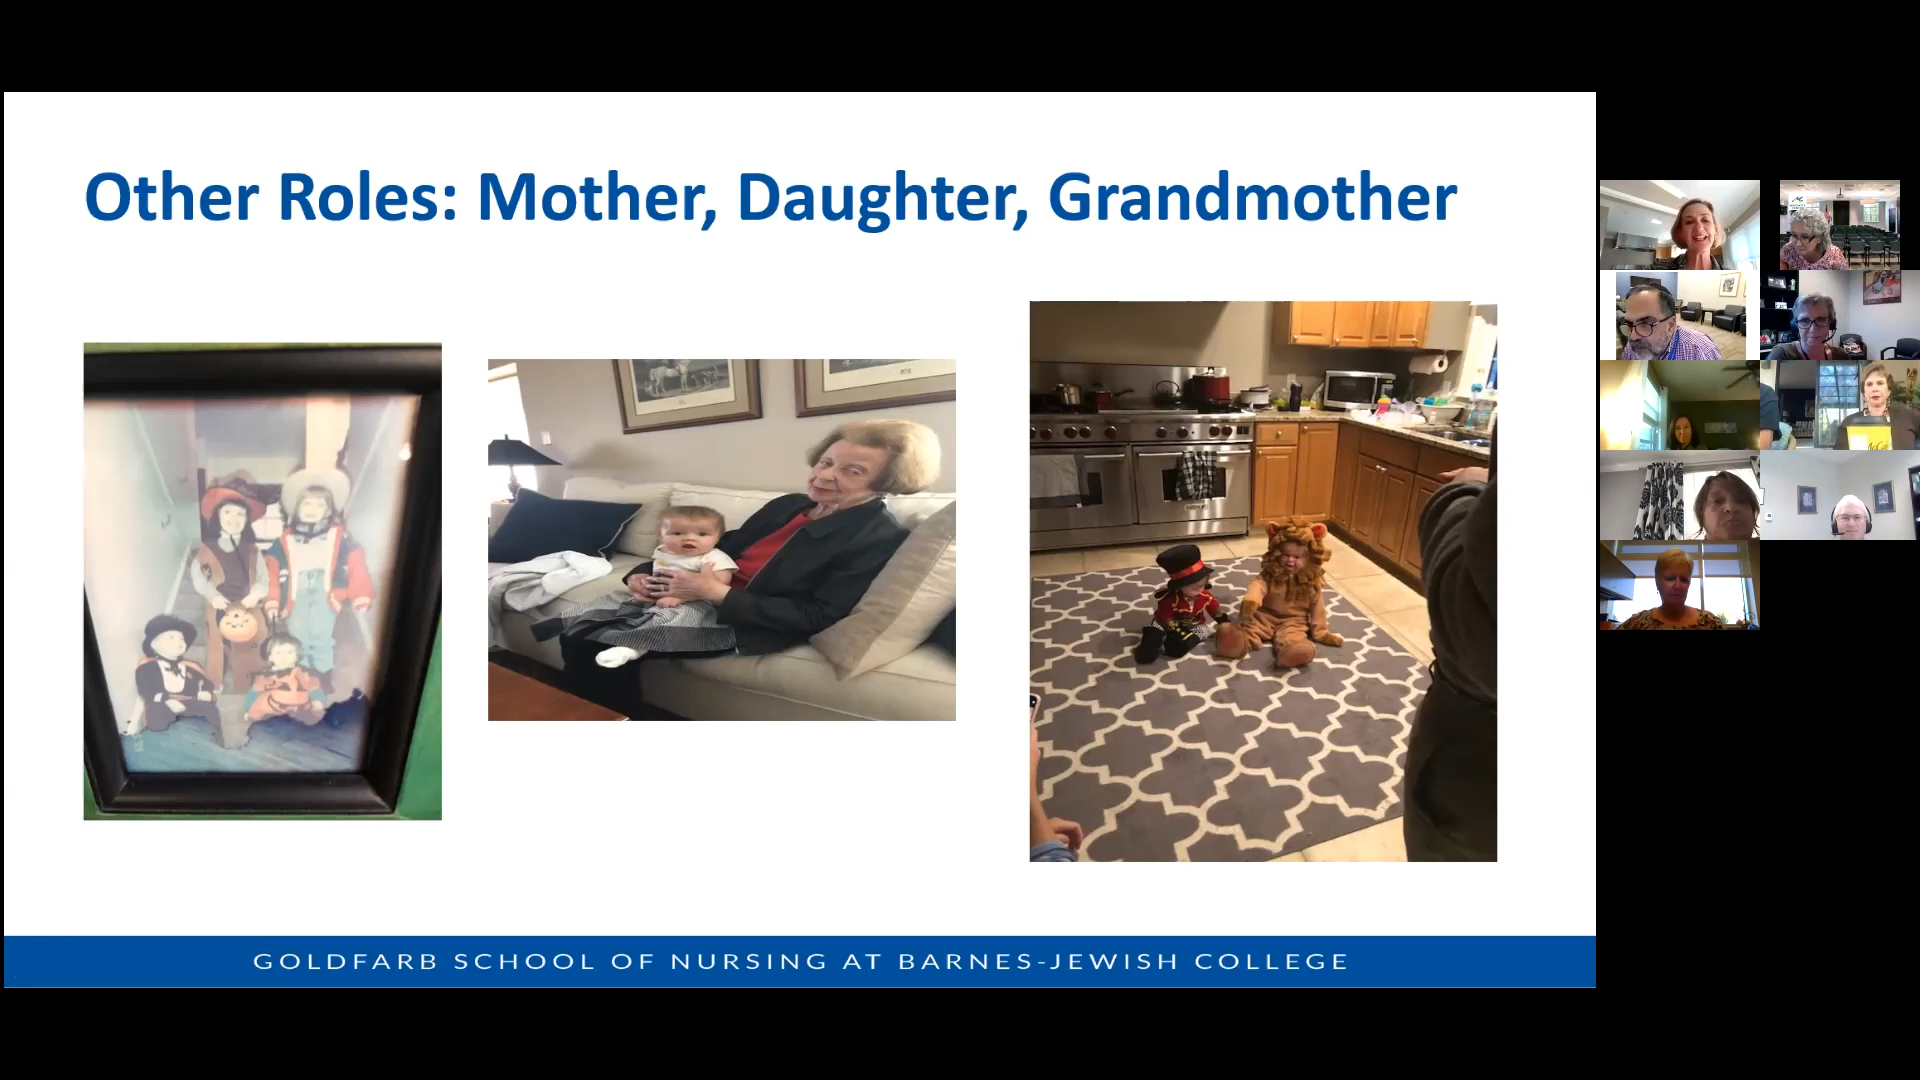 Other Roles: Mother, Daughter, Grandmother
GOLDFARB SCHOOL OF NURSING AT BARNES-JEWISH COLLEGE